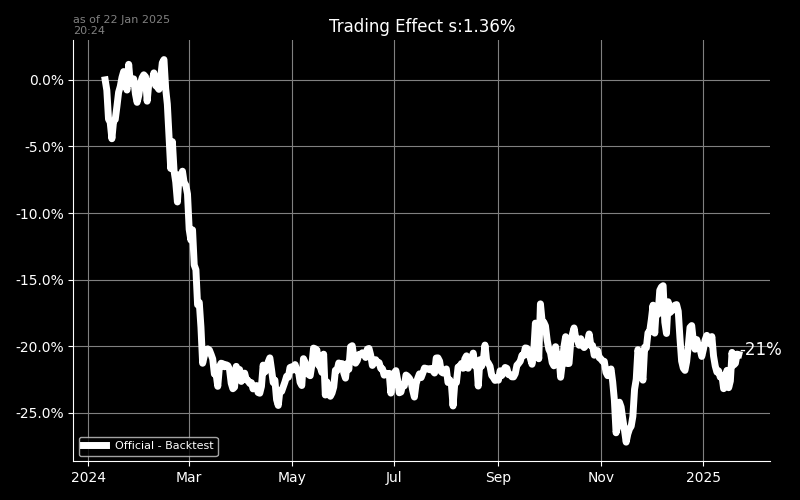 as of 22 Jan 2025
20:24
Trading Effect s:1.36%
0.0%
-5.0%
-10.0%
-15.0%
-20.0%
-25.0%
-21%
Official - Backtest
2024 Mar May Jul Sep Nov 2025